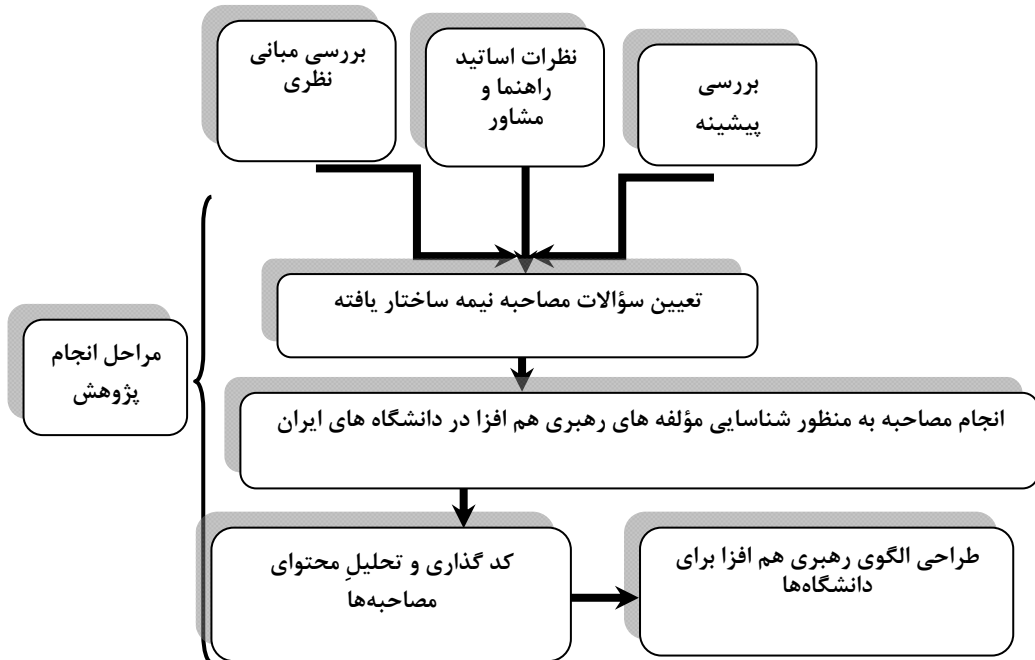 بررسی
پیشینه
نظرات اساتید
راهنما و
مشاور
بررسی مبانی
نظری
تعیین سؤالات مصاحبه نیمه ساختار یافته
مراحل انجام
پژوهش
انجام مصاحبه به منظور شناسایی مؤلفه های رهبری هم افزا در دانشگاه های ایران
کد گذاری و تحلیلِ محتوای
مصاحبه‌ها
طراحی الگوی رهبری هم افزا برای
دانشگاه‌ها